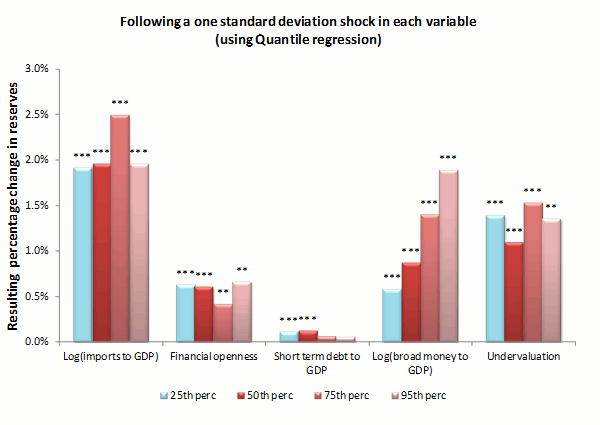 Following a one standard deviation shock in each variable
(using Quantile regression)
Resulting percentage change in reserves
3.0%
2.5%
2.0%
1.5%
1.0%
0.5%
0.0%
*** *** *** ***
*** *** ** **
*** ***
*** *** *** ***
*** *** *** **
Log(imports to GDP)
Financial openness
Short term debt to
GDP
Log(broad money to
GDP)
Undervaluation
25th perc
50th perc
75th perc
95th perc